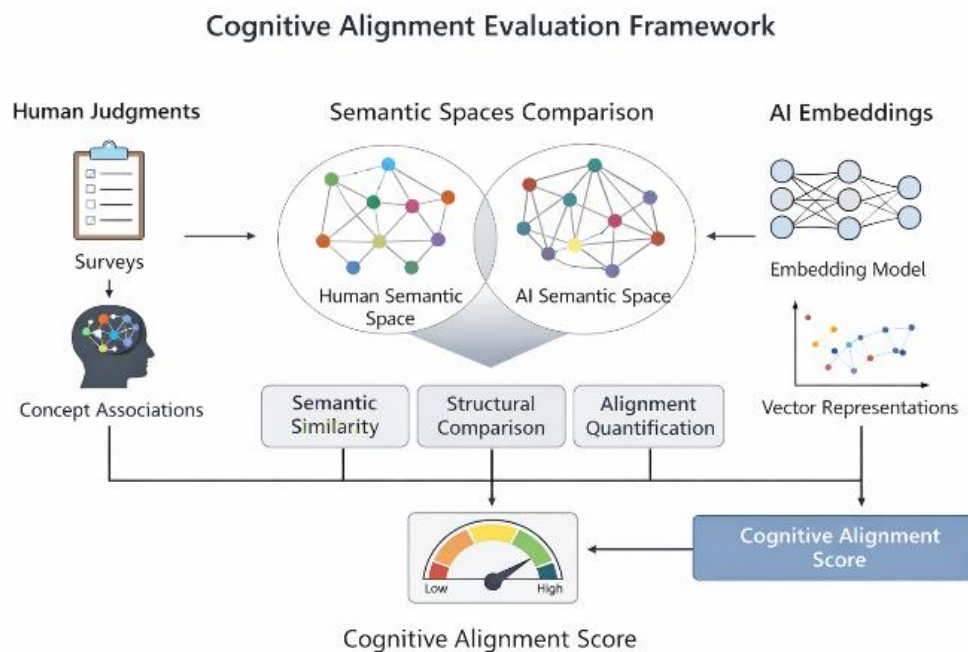 Cognitive Alignment Evaluation Framework
Human Judgments
Semantic Spaces Comparison
AI Embeddings
Surveys
Human Semantic
Space
AI Semantic Space
Embedding Model
Concept Associations
Semantic
Similarity
Structural
Comparison
Alignment
Quantification
Vector Representations
Low
High
Cognitive Alignment
Score
Cognitive Alignment Score